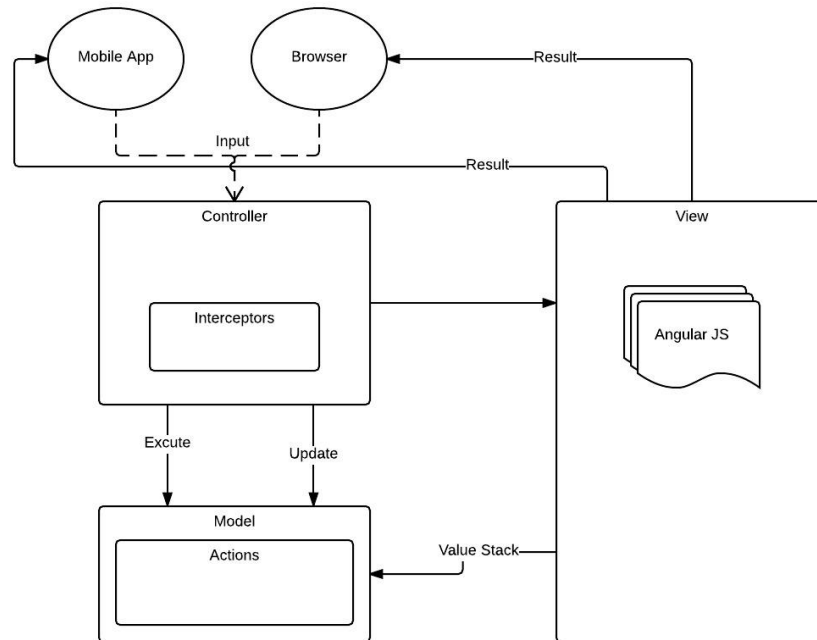 Mobile App
Browser
Result
Input
Result
Controller
View
Interceptors
Angular JS
Excute
Update
Model
Actions
Value Stack